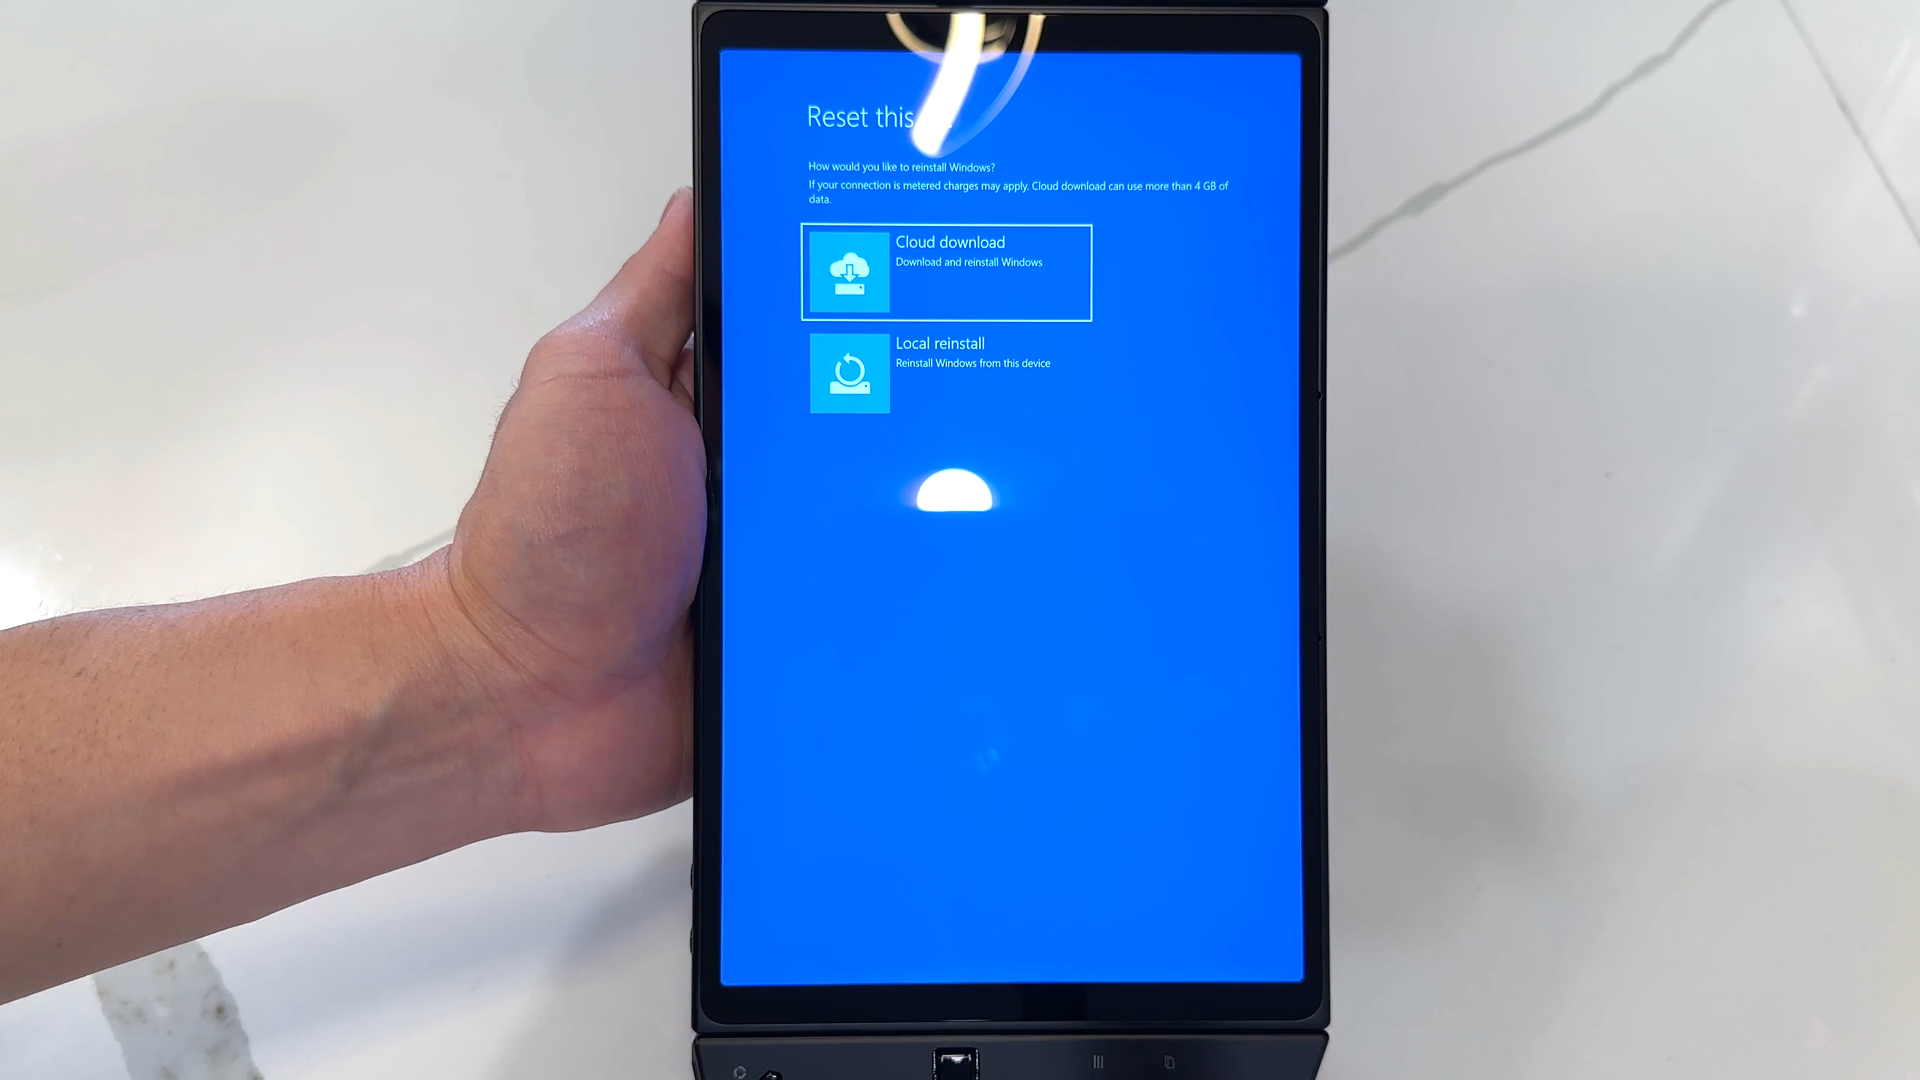 Reset this
How would you like to reinstall Windows?
If your connection is metered charges may apply. Cloud download can use more than 4 GB of
data.
Cloud download
Download and reinstall Windows
Local reinstall
Reinstall Windows from this device